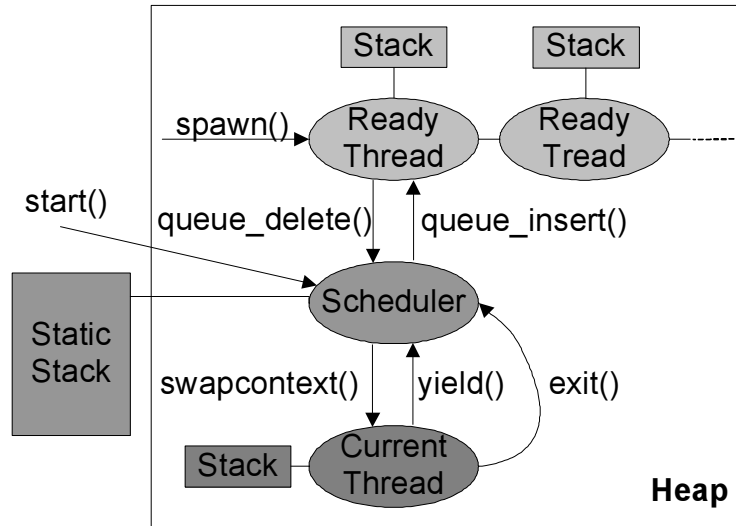 Stack
Stack
spawn()
Ready
Thread
Ready
Tread
start()
queue_delete()
queue_insert()
Static
Stack
Scheduler
swapcontext()
yield()
exit()
Stack
Current
Thread
Heap